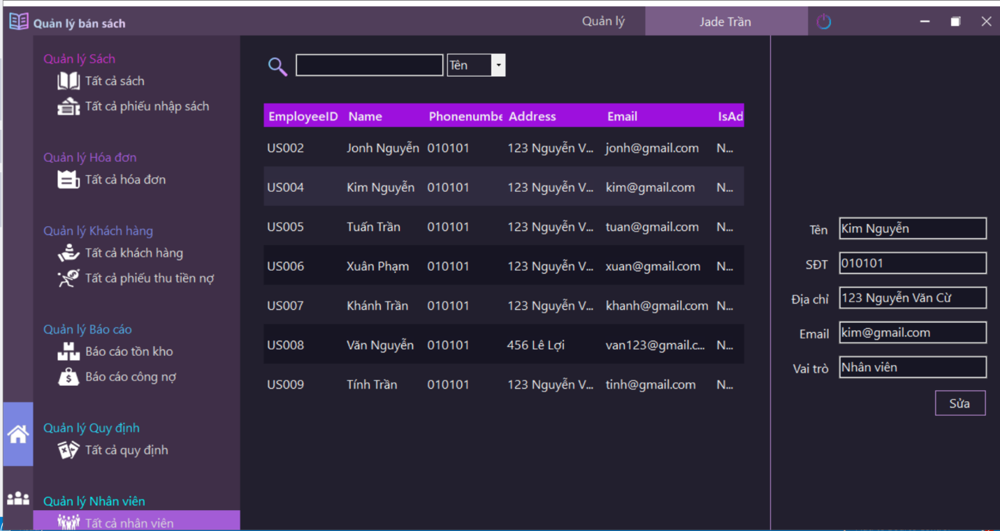 Quản lý bán sách
Quản lý
Jade Trần
Quản lý Sách
Tất cả sách
Tất cả phiếu nhập sách
Quản lý Hóa đơn
Tất cả hóa đơn
Quản lý Khách hàng
Tất cả khách hàng
Tất cả phiếu thu tiền nợ
Quản lý Báo cáo
Báo cáo tồn kho
Báo cáo công nợ
Quản lý Quy định
Tất cả quy định
Quản lý Nhân viên
Tất cả nhân viên
Tên
EmployeeID Name Phonenumbe Address Email IsAd
US002 Jonh Nguyễn 010101 123 Nguyễn V... jonh@gmail.com N...
US004 Kim Nguyễn 010101 123 Nguyễn V... kim@gmail.com N...
US005 Tuấn Trần 010101 123 Nguyễn V... tuan@gmail.com N...
US006 Xuân Phạm 010101 123 Nguyễn V... xuan@gmail.com N...
US007 Khánh Trần 010101 123 Nguyễn V... khanh@gmail.com N...
US008 Văn Nguyễn 010101 456 Lê Lợi van123@gmail.c... N...
US009 Tính Trần 010101 123 Nguyễn V... tinh@gmail.com N...
Tên Kim Nguyễn
SĐT 010101
Địa chỉ 123 Nguyễn Văn Cừ
Email kim@gmail.com
Vai trò Nhân viên
Sửa